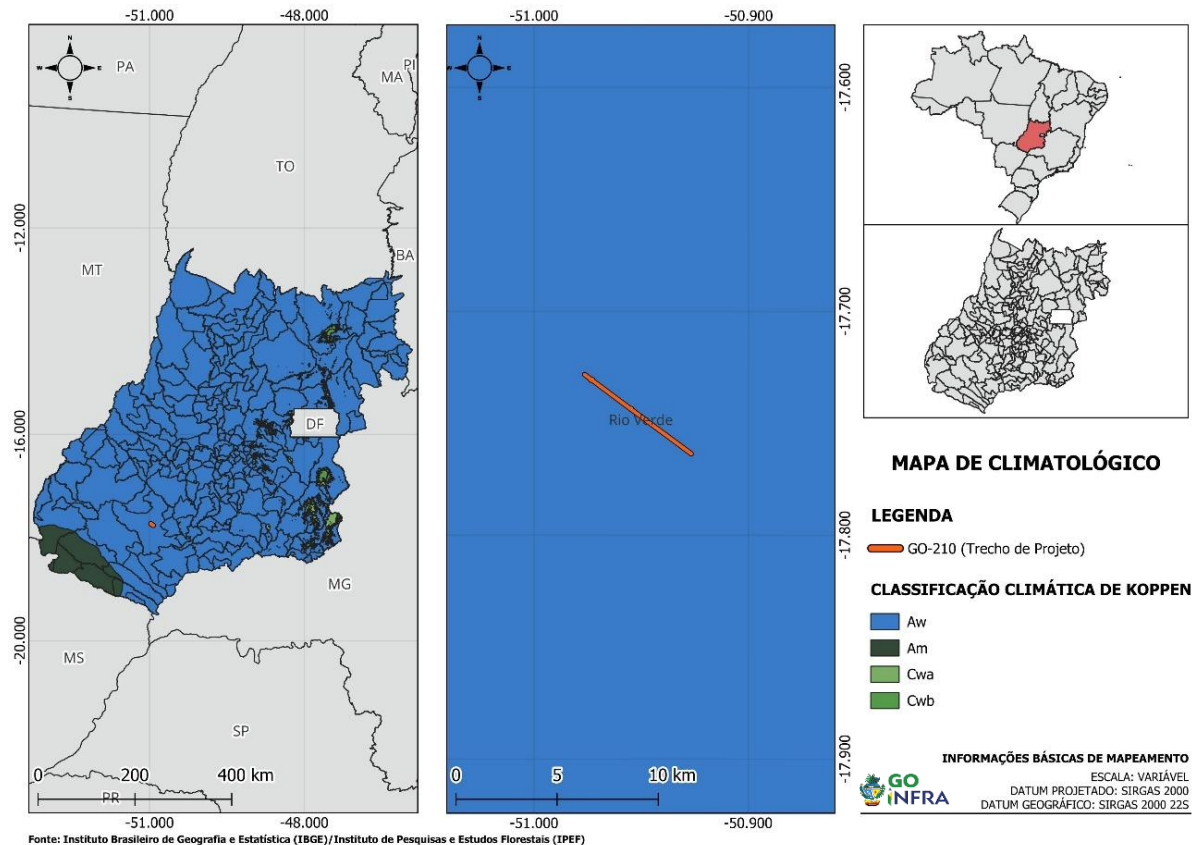 -51.000
-48.000
-51.000
-50.900
N
W
E
S
PA
MA
PI
TO
BA
MT
DF
MG
MS
SP
PR
-12.000
-16.000
-20.000
0
200
400 km
-51.000
-48.000
N
W
E
S
Rio Verde
-17.600
-17.700
-17.800
-17.900
0
5
10 km
-51.000
-50.900
MAPA DE CLIMATOLÓGICO
LEGENDA
GO-210 (Trecho de Projeto)
CLASSIFICAÇÃO CLIMÁTICA DE KOPPEN
Aw
Am
Cwa
Cwb
INFORMAÇÕES BÁSICAS DE MAPEAMENTO
GO
INFRA
ESCALA: VARIÁVEL
DATUM PROJETADO: SIRGAS 2000
DATUM GEOGRÁFICO: SIRGAS 2000 22S
Fonte: Instituto Brasileiro de Geografia e Estatística (IBGE)/Instituto de Pesquisas e Estudos Florestais (IPEF)